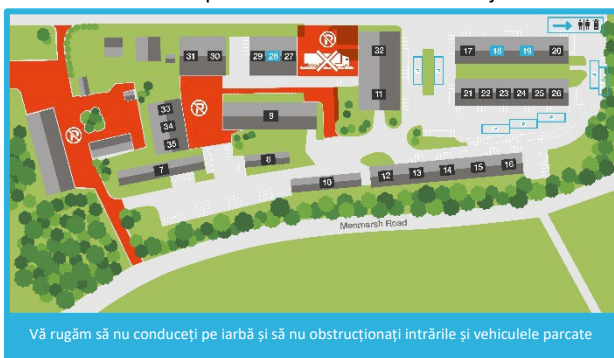 31 30 29 28 27 32 17 18 19 20
11 21 22 23 24 25 26
33
34
35
9
7 8 10 12 13 14 15 16
Menmarsh Road
Vă rugăm să nu conduceți pe iarbă și să nu obstrucționați intrările și vehiculele parcate